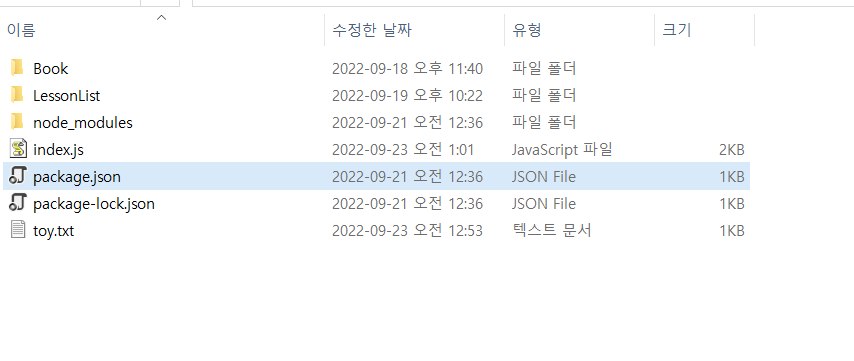 이름 수정한 날짜 유형 크기
Book 2022-09-18 오후 11:40 파일 폴더
LessonList 2022-09-19 오후 10:22 파일 폴더
node_modules 2022-09-21 오전 12:36 파일 폴더
index.js 2022-09-23 오전 1:01 JavaScript 파일 2KB
package.json 2022-09-21 오전 12:36 JSON File 1KB
package-lock.json 2022-09-21 오전 12:36 JSON File 1KB
toy.txt 2022-09-23 오전 12:53 텍스트 문서 1KB